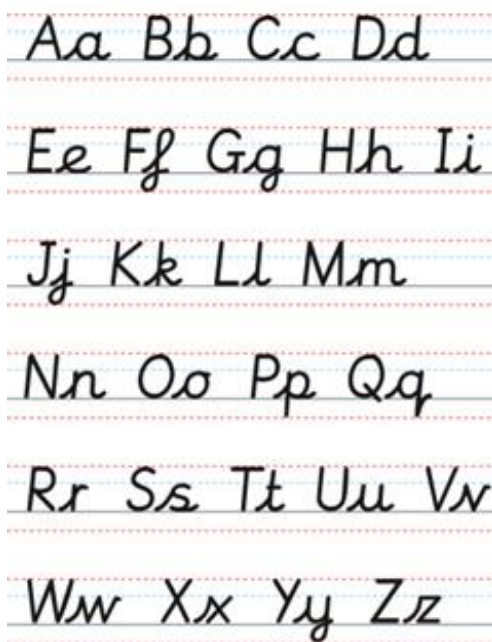 Aa Bb Cc Dd
Ee Ff Gg Hh Ii
Jj Kk Ll Mm
Nn Oo Pp Qq
Rr Ss Tt Uu Vv
Ww Xx Yy Zz